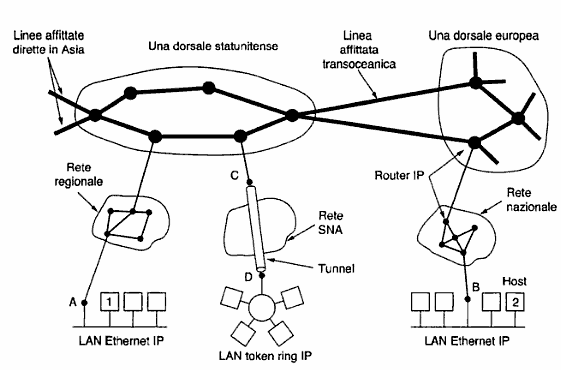 Linee affittate
dirette in Asia
Una dorsale statunitense
Linea
affittata
transoceanica
Una dorsale europea
Rete
regionale
C
Rete
SNA
Tunnel
D
Router IP
Rete
nazionale
A
1
LAN Ethernet IP
LAN token ring IP
B
Host
2
LAN Ethernet IP